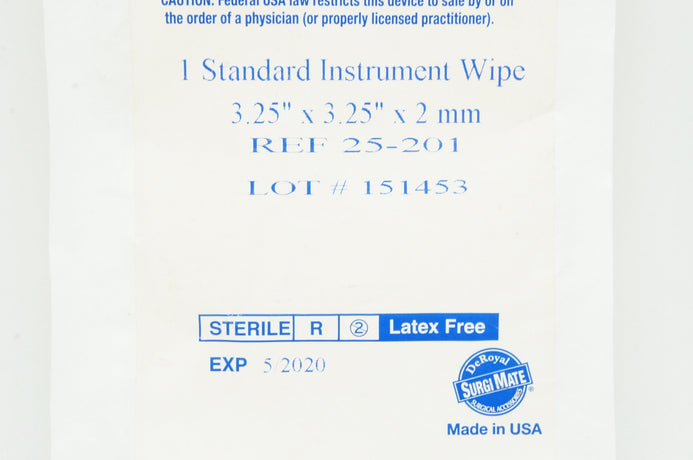 CAUTION: Federal USA law restricts this device to sale by or on
the order of a physician (or properly licensed practitioner).
1 Standard Instrument Wipe
3.25" x 3.25" x 2 mm
REF 25-201
LOT # 151453
STERILE R ② Latex Free
EXP 5/2020
DeRoyal
SURGI MATE®
SURGICAL ACCESSORIES
Made in USA